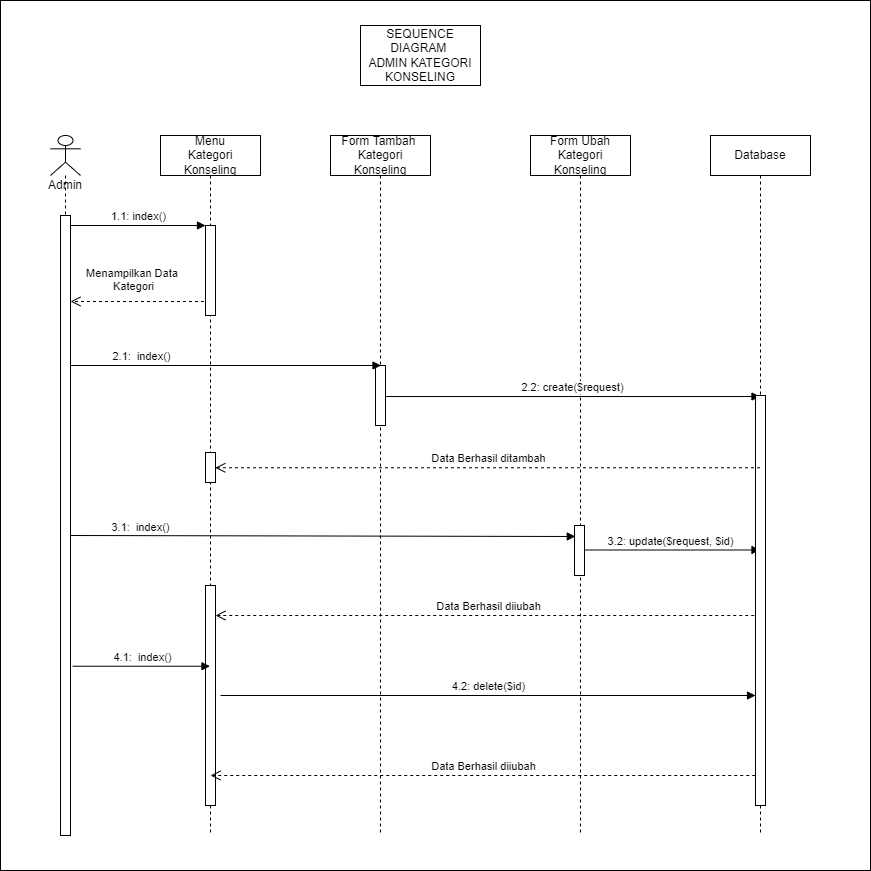 SEQUENCE
DIAGRAM
ADMIN KATEGORI
KONSELING
Admin
Menu
Kategori
Konseling
Form Tambah
Kategori
Konseling
Form Ubah
Kategori
Konseling
Database
1.1: index()
Menampilkan Data
Kategori
2.1:  index()
2.2: create($request)
Data Berhasil ditambah
3.1:  index()
3.2: update($request, $id)
Data Berhasil diiubah
4.1:  index()
4.2: delete($id)
Data Berhasil diiubah